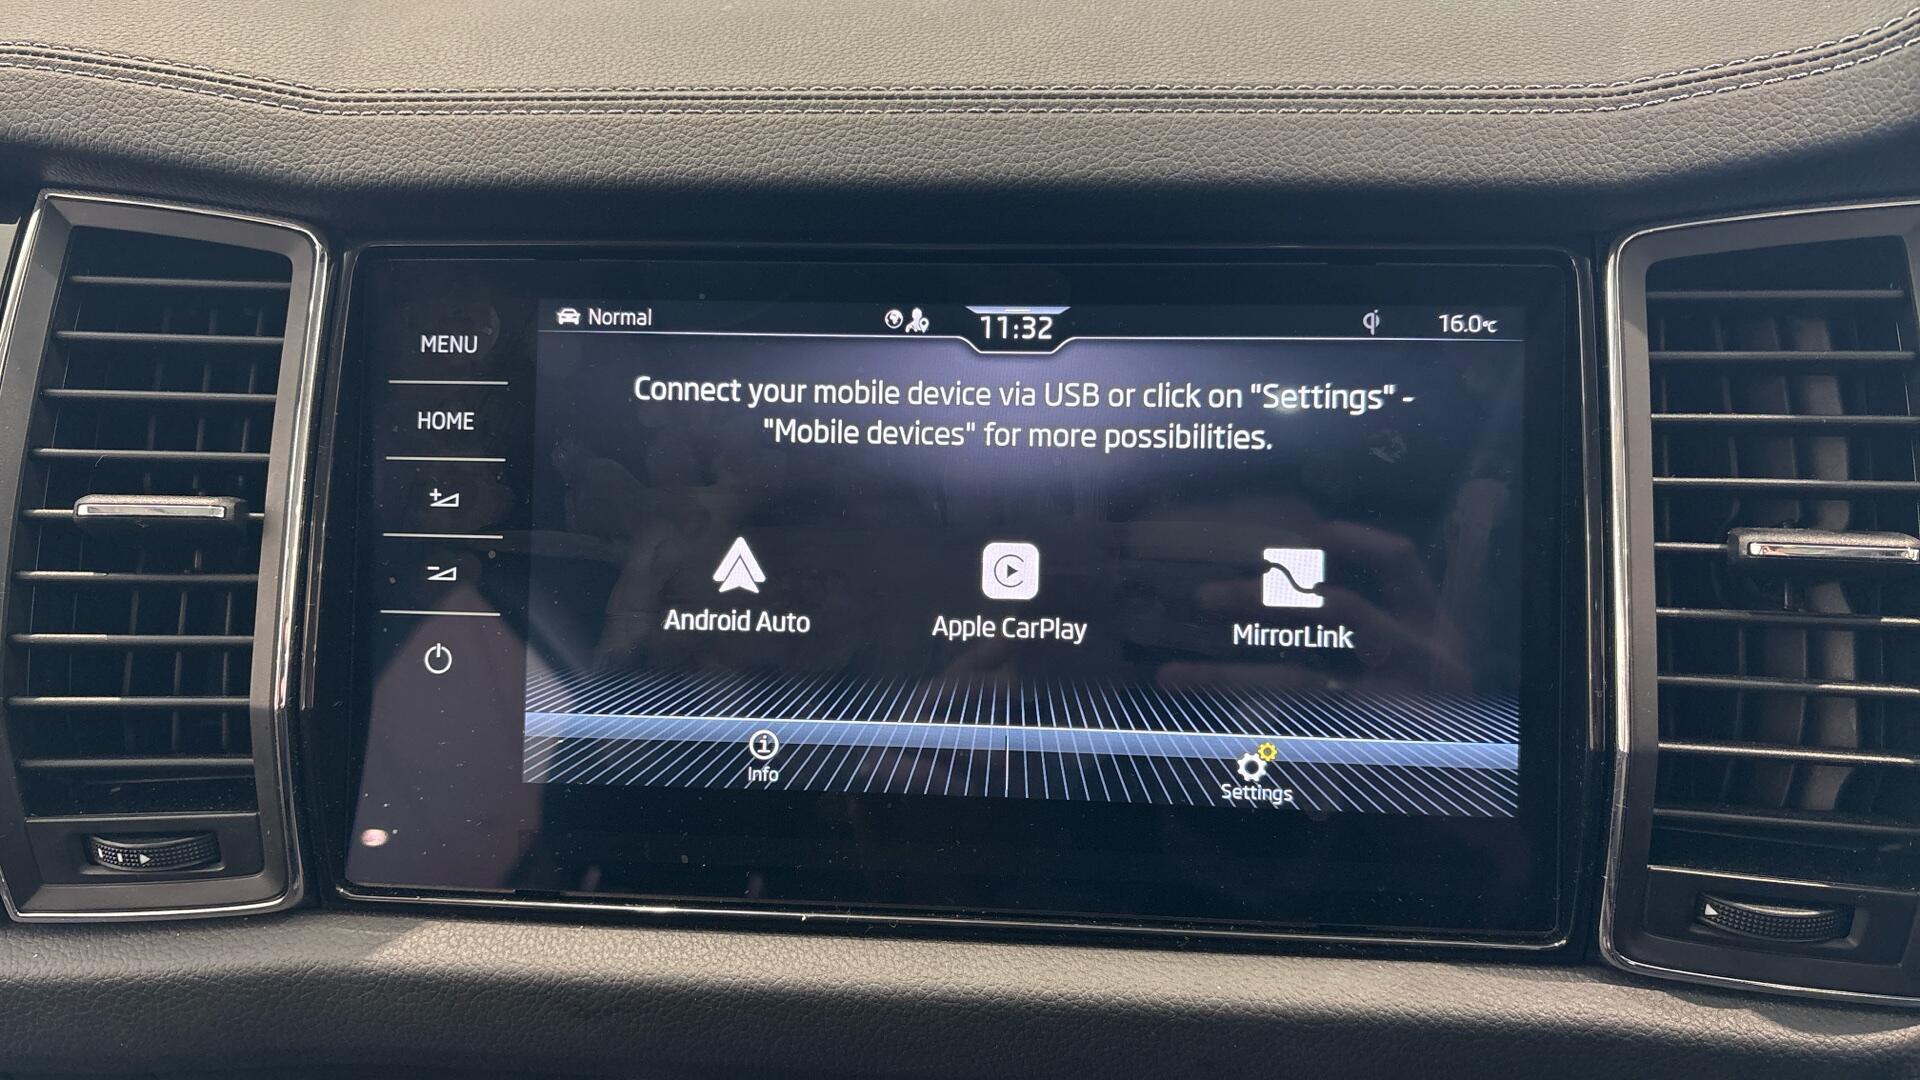 Normal
11:32
16.0°C
MENU
HOME
Connect your mobile device via USB or click on "Settings" -
"Mobile devices" for more possibilities.
Android Auto
Apple CarPlay
MirrorLink
Info
Settings